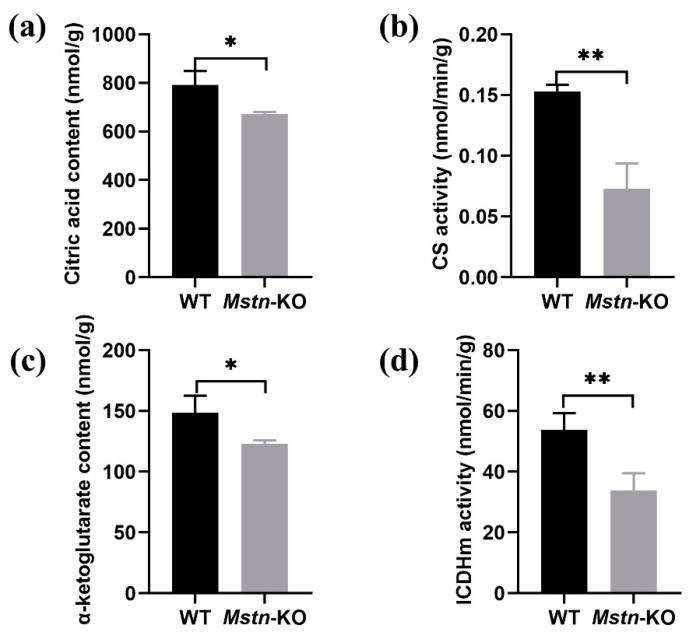 (a)
Citric acid content (nmol/g)
1000
800
600
400
200
0
*
WT Mstn-KO
(b)
CS activity (nmol/min/g)
0.20
0.15
0.10
0.05
0.00
**
WT Mstn-KO
(c)
α-ketoglutarate content (nmol/g)
200
150
100
50
0
*
WT Mstn-KO
(d)
ICDHm activity (nmol/min/g)
80
60
40
20
0
**
WT Mstn-KO